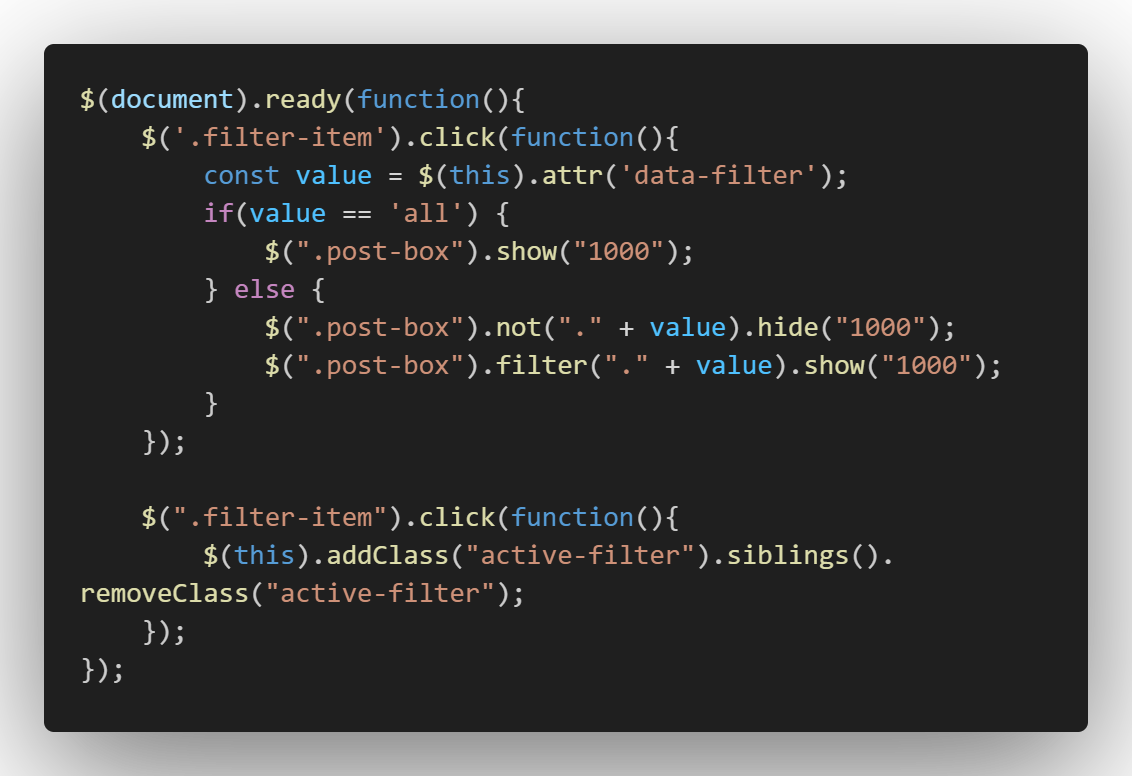 $(document).ready(function(){
    $('.filter-item').click(function(){
        const value = $(this).attr('data-filter');
        if(value == 'all') {
            $(".post-box").show("1000");
        } else {
            $(".post-box").not("." + value).hide("1000");
            $(".post-box").filter("." + value).show("1000");
        }
    });

    $(".filter-item").click(function(){
        $(this).addClass("active-filter").siblings().
removeClass("active-filter");
    });
});